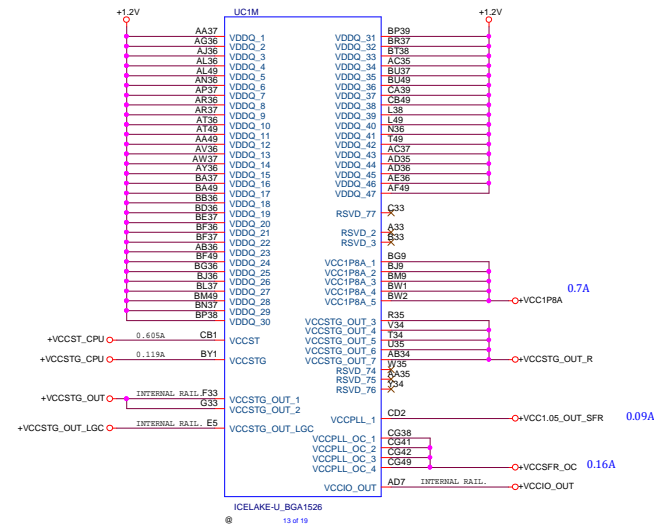 +1.2V UC1M +1.2V
AA37 VDDQ_1 VDDQ_31 BP39
AG36 VDDQ_2 VDDQ_32 BR37
AJ36 VDDQ_3 VDDQ_33 BT38
AL36 VDDQ_4 VDDQ_34 AC35
AL49 VDDQ_5 VDDQ_35 BU37
AN36 VDDQ_6 VDDQ_36 BU49
AP37 VDDQ_7 VDDQ_37 CA39
AR36 VDDQ_8 VDDQ_38 CB49
AR37 VDDQ_9 VDDQ_39 L38
AT36 VDDQ_10 VDDQ_40 L49
AT49 VDDQ_11 VDDQ_41 N36
AA49 VDDQ_12 VDDQ_42 T49
AV36 VDDQ_13 VDDQ_43 AC37
AW37 VDDQ_14 VDDQ_44 AD35
AY36 VDDQ_15 VDDQ_45 AD36
BA37 VDDQ_16 VDDQ_46 AE36
BA49 VDDQ_17 VDDQ_47 AF49
BB36 VDDQ_18
BD36 VDDQ_19 RSVD_77 C33
BE37 VDDQ_20
BF36 VDDQ_21 RSVD_2 A33
BF37 VDDQ_22 RSVD_3 B33
AB36 VDDQ_23
BF49 VDDQ_24 VCC1P8A_1 BG9
BG36 VDDQ_25 VCC1P8A_2 BJ9
BJ36 VDDQ_26 VCC1P8A_3 BM9
BL37 VDDQ_27 VCC1P8A_4 BW1 0.7A
BM49 VDDQ_28 VCC1P8A_5 BW2 +VCC1P8A
BN37 VDDQ_29
BP38 VDDQ_30 VCCSTG_OUT_3 R35
VCCSTG_OUT_4 V34
+VCCST_CPU 0.605A CB1 VCCST VCCSTG_OUT_5 T34
VCCSTG_OUT_6 U35
+VCCSTG_CPU 0.119A BY1 VCCSTG VCCSTG_OUT_7 AB34 +VCCSTG_OUT_R
RSVD_74 W35
RSVD_75 AA35
RSVD_76 Y34
+VCCSTG_OUT INTERNAL RAIL. F33 VCCSTG_OUT_1
G33 VCCSTG_OUT_2
VCCPLL_1 CD2 +VCC1.05_OUT_SFR 0.09A
+VCCSTG_OUT_LGC INTERNAL RAIL. E5 VCCSTG_OUT_LGC
VCCPLL_OC_1 CG38
VCCPLL_OC_2 CG41
VCCPLL_OC_3 CG42
VCCPLL_OC_4 CG49 +VCCSFR_OC 0.16A
VCCIO_OUT AD7 INTERNAL RAIL. +VCCIO_OUT
ICELAKE-U_BGA1526
@ 13 of 19